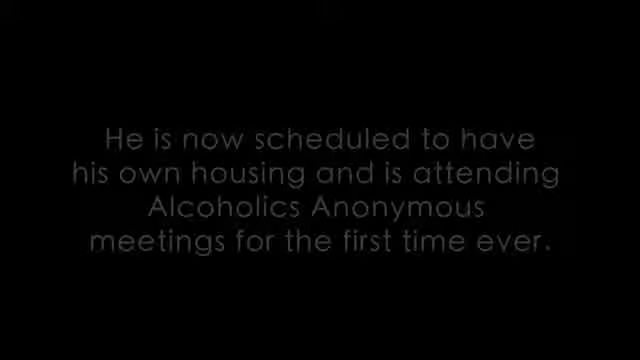 He is now scheduled to have
his own housing and is attending
Alcoholics Anonymous
meetings for the first time ever.